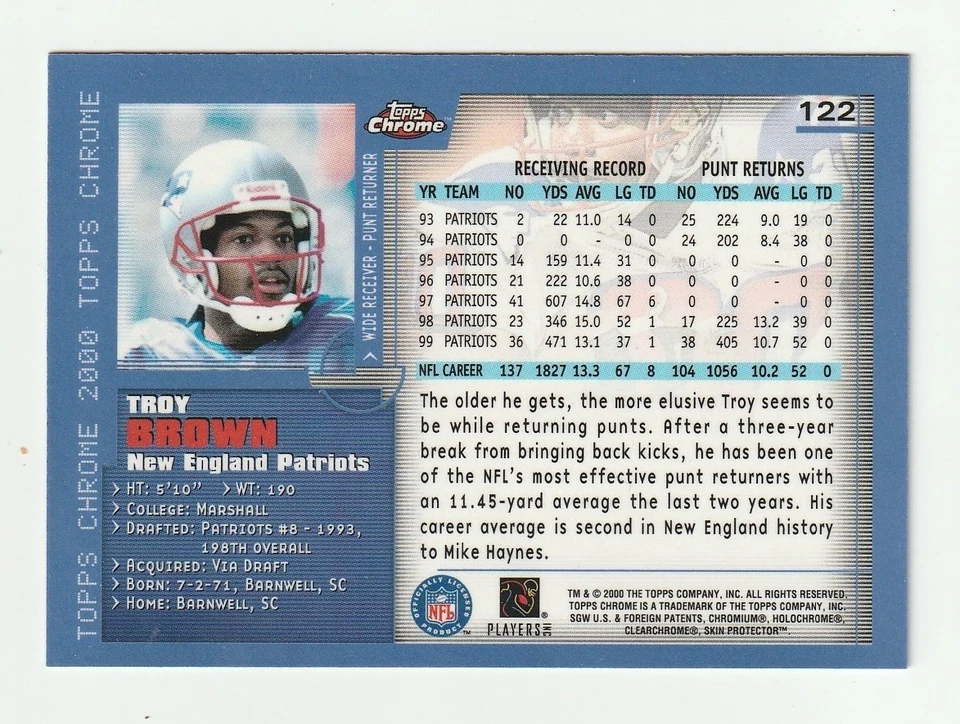 TOPPS CHROME 2000 TOPPS CHROME
Topps Chrome™
122
WIDE RECEIVER - PUNT RETURNER
Riddell
RECEIVING RECORD PUNT RETURNS
YR TEAM NO YDS AVG LG TD NO YDS AVG LG TD
93 PATRIOTS 2 22 11.0 14 0 25 224 9.0 19 0
94 PATRIOTS 0 0 - 0 0 24 202 8.4 38 0
95 PATRIOTS 14 159 11.4 31 0 0 0 - 0 0
96 PATRIOTS 21 222 10.6 38 0 0 0 - 0 0
97 PATRIOTS 41 607 14.8 67 6 0 0 - 0 0
98 PATRIOTS 23 346 15.0 52 1 17 225 13.2 39 0
99 PATRIOTS 36 471 13.1 37 1 38 405 10.7 52 0
NFL CAREER 137 1827 13.3 67 8 104 1056 10.2 52 0
TROY
BROWN
New England Patriots
> HT: 5'10" > WT: 190
> COLLEGE: MARSHALL
> DRAFTED: PATRIOTS #8 - 1993,
198TH OVERALL
> ACQUIRED: VIA DRAFT
> BORN: 7-2-71, BARNWELL, SC
> HOME: BARNWELL, SC
The older he gets, the more elusive Troy seems to
be while returning punts. After a three-year
break from bringing back kicks, he has been one
of the NFL's most effective punt returners with
an 11.45-yard average the last two years. His
career average is second in New England history
to Mike Haynes.
OFFICIALLY LICENSED
NFL
PRODUCT™
PLAYERS INC
TM & © 2000 THE TOPPS COMPANY, INC. ALL RIGHTS RESERVED.
TOPPS CHROME IS A TRADEMARK OF THE TOPPS COMPANY, INC.
SGW U.S. & FOREIGN PATENTS, CHROMIUM®, HOLOCHROME®,
CLEARCHROME®, SKIN PROTECTOR™.